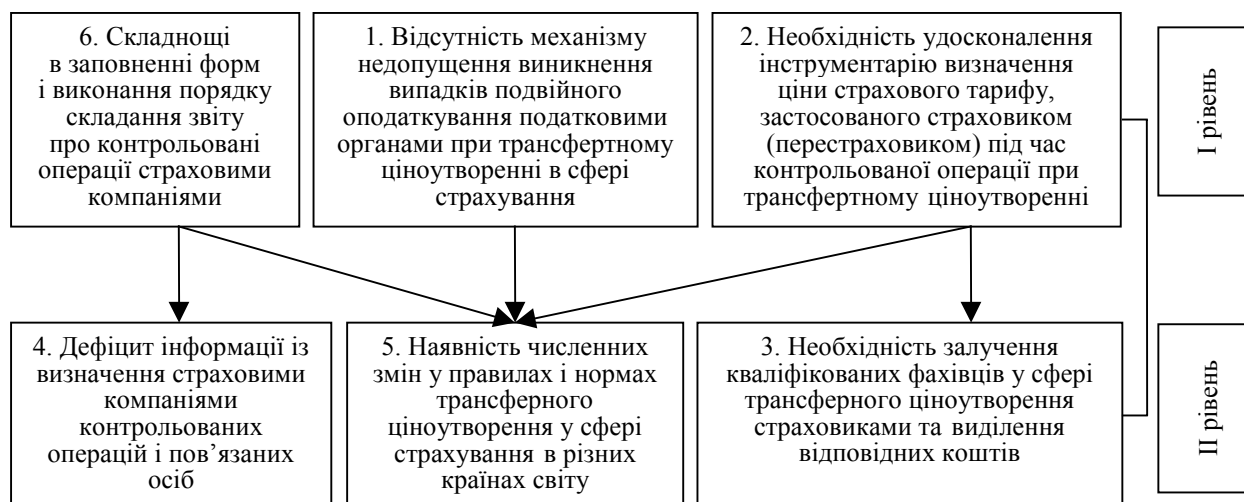 6. Складнощі
в заповненні форм
і виконання порядку
складання звіту
про контрольовані
операції страховими
компаніями
1. Відсутність механізму
недопущення виникнення
випадків подвійного
оподаткування податковими
органами при трансфертному
ціноутворенні в сфері
страхування
2. Необхідність удосконалення
інструментарію визначення
ціни страхового тарифу,
застосованого страховиком
(перестраховиком) під час
контрольованої операції при
трансфертному ціноутворенні
І рівень
4. Дефіцит інформації із
визначення страховими
компаніями
контрольованих
операцій і пов’язаних
осіб
5. Наявність численних
змін у правилах і нормах
трансферного
ціноутворення у сфері
страхування в різних
країнах світу
3. Необхідність залучення
кваліфікованих фахівців у сфері
трансферного ціноутворення
страховиками та виділення
відповідних коштів
ІІ рівень